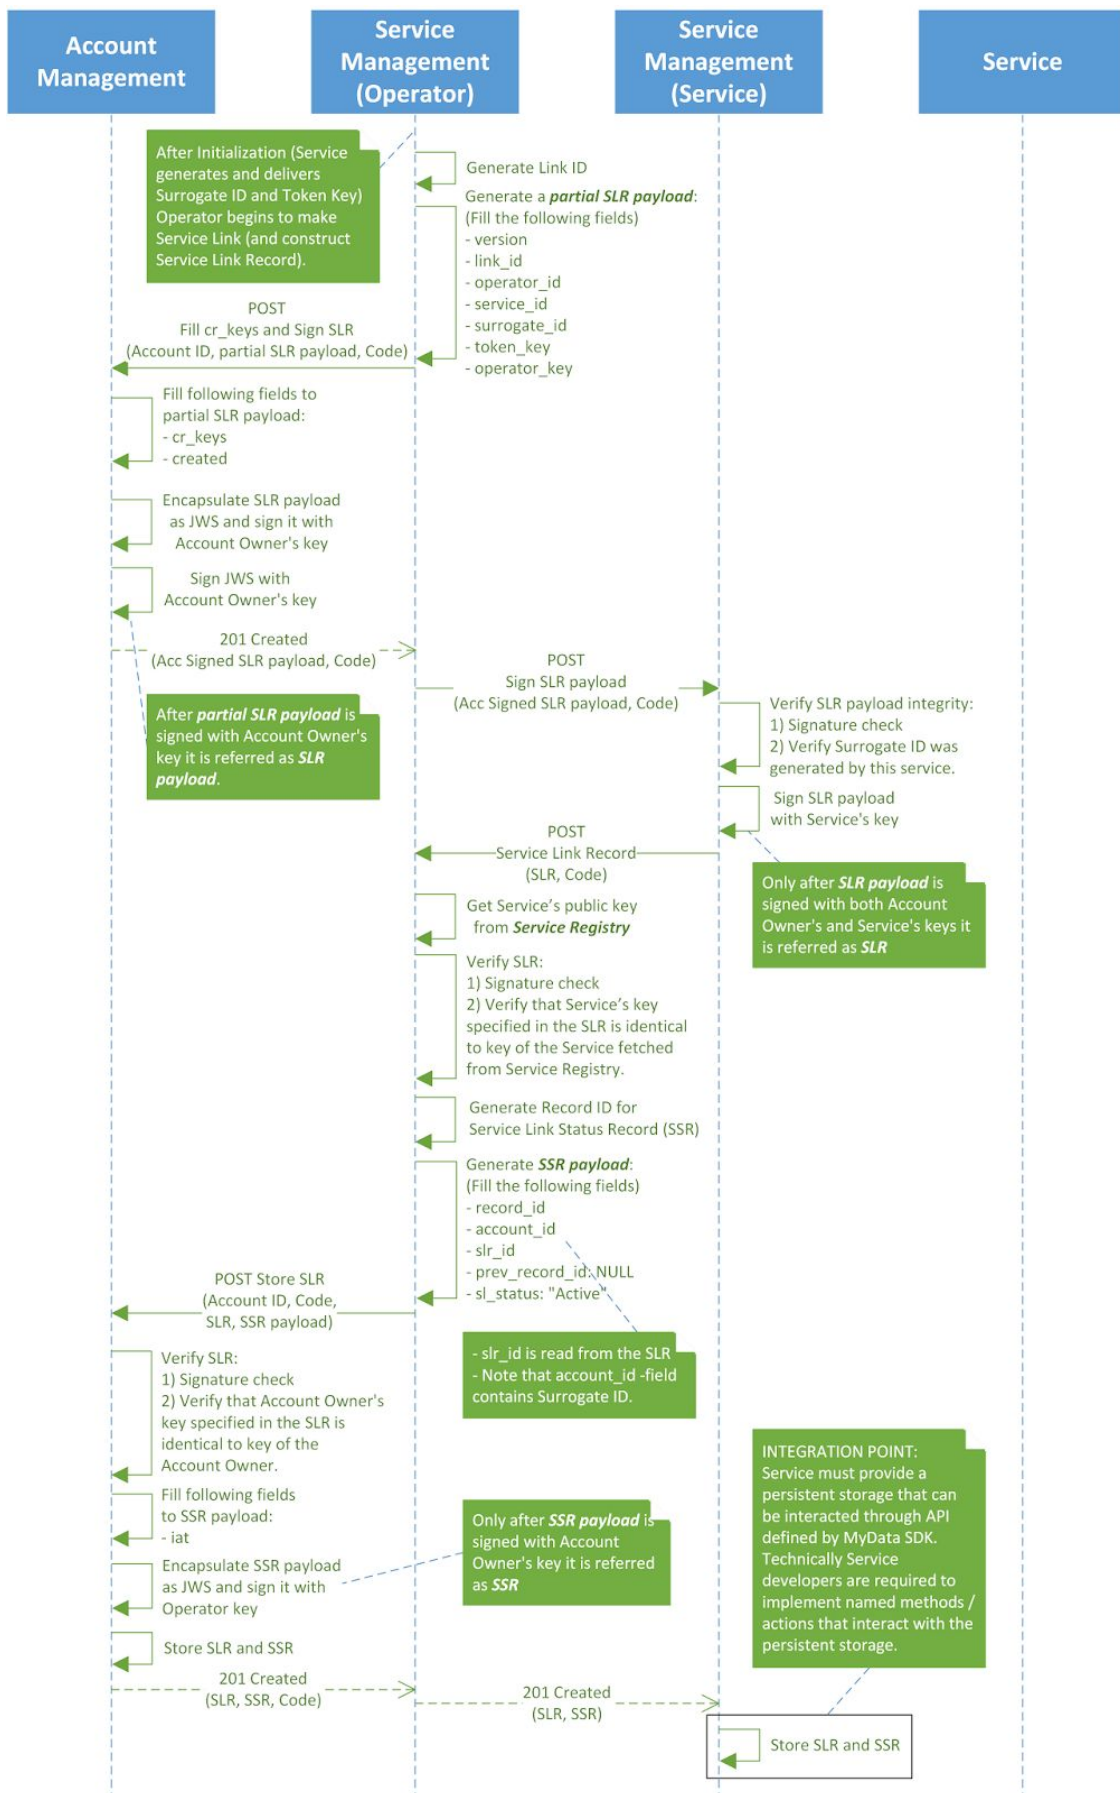 Account
Management
Service
Management
(Operator)
Service
Management
(Service)
Service
After Initialization (Service
generates and delivers
Surrogate ID and Token Key)
Operator begins to make
Service Link (and construct
Service Link Record).
Generate Link ID
Generate a partial SLR payload:
(Fill the following fields)
- version
- link_id
- operator_id
- service_id
- surrogate_id
- token_key
- operator_key
POST
Fill cr_keys and Sign SLR
(Account ID, partial SLR payload, Code)
Fill following fields to
partial SLR payload:
- cr_keys
- created
Encapsulate SLR payload
as JWS and sign it with
Account Owner's key
Sign JWS with
Account Owner's key
201 Created
(Acc Signed SLR payload, Code)
After partial SLR payload is
signed with Account Owner's
key it is referred as SLR
payload.
POST
Sign SLR payload
(Acc Signed SLR payload, Code)
Verify SLR payload integrity:
1) Signature check
2) Verify Surrogate ID was
generated by this service.
Sign SLR payload
with Service's key
POST
Service Link Record
(SLR, Code)
Only after SLR payload is
signed with both Account
Owner's and Service's keys it
is referred as SLR
Get Service’s public key
from Service Registry
Verify SLR:
1) Signature check
2) Verify that Service’s key
specified in the SLR is identical
to key of the Service fetched
from Service Registry.
Generate Record ID for
Service Link Status Record (SSR)
Generate SSR payload:
(Fill the following fields)
- record_id
- account_id
- slr_id
- prev_record_id: NULL
- sl_status: "Active"
POST Store SLR
(Account ID, Code,
SLR, SSR payload)
- slr_id is read from the SLR
- Note that account_id -field
contains Surrogate ID.
Verify SLR:
1) Signature check
2) Verify that Account Owner's
key specified in the SLR is
identical to key of the
Account Owner.
Fill following fields
to SSR payload:
- iat
Encapsulate SSR payload
as JWS and sign it with
Operator key
Only after SSR payload is
signed with Account
Owner's key it is referred
as SSR
INTEGRATION POINT:
Service must provide a
persistent storage that can
be interacted through API
defined by MyData SDK.
Technically Service
developers are required to
implement named methods /
actions that interact with the
persistent storage.
Store SLR and SSR
201 Created
(SLR, SSR, Code)
201 Created
(SLR, SSR)
Store SLR and SSR